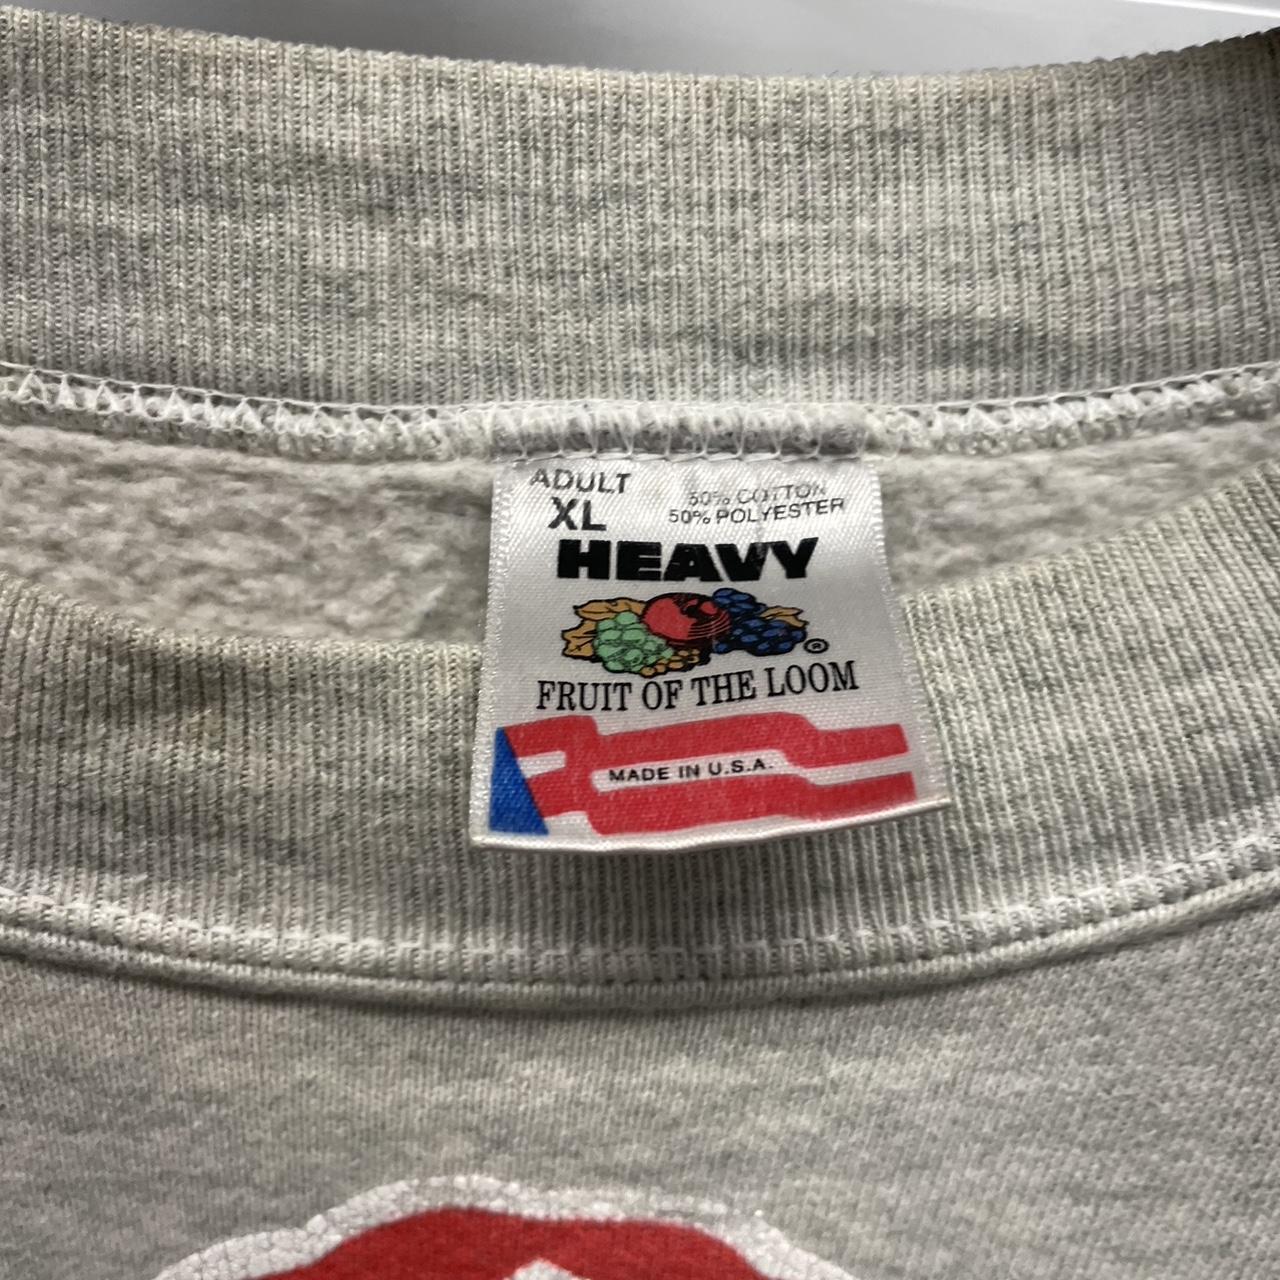 ADULT
XL
50% COTTON
50% POLYESTER
HEAVY
®
FRUIT OF THE LOOM
MADE IN U.S.A.